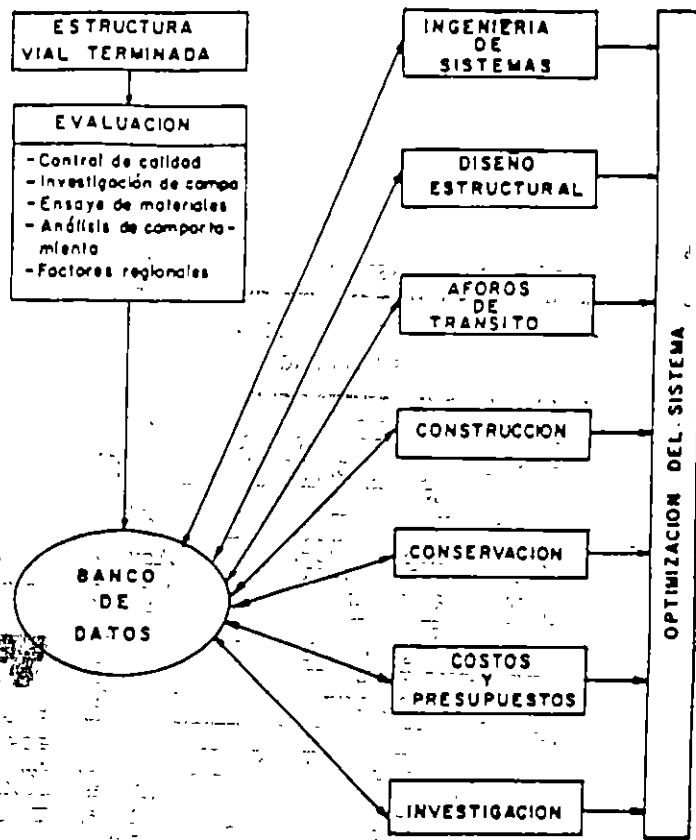 ESTRUCTURA
VIAL TERMINADA
EVALUACION
- Control de calidad
- Investigación de campo
- Ensaye de materiales
- Análisis de comporta-
miento
- Factores regionales
BANCO
DE
DATOS
INGENIERIA
DE
SISTEMAS
DISEÑO
ESTRUCTURAL
AFOROS
DE
TRANSITO
CONSTRUCCION
CONSERVACION
COSTOS
Y
PRESUPUESTOS
INVESTIGACION
OPTIMIZACION DEL SISTEMA